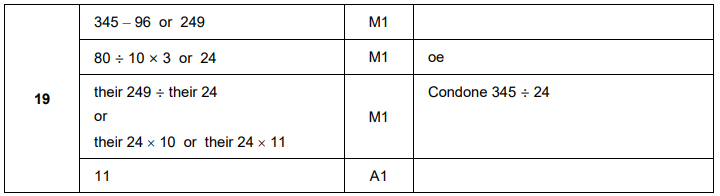 345 – 96 or 249 M1
80 ÷ 10 × 3 or 24 M1 oe
19
their 249 ÷ their 24
or
their 24 × 10 or their 24 × 11
M1
Condone 345 ÷ 24
11 A1